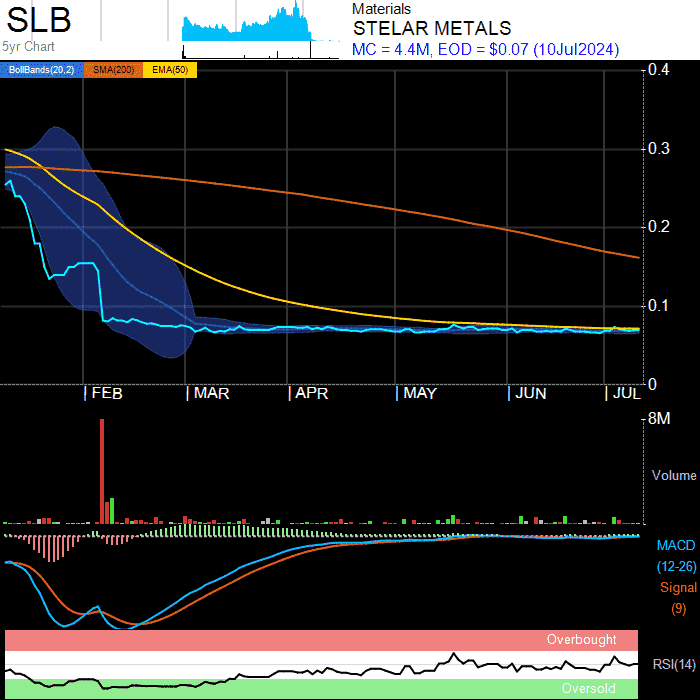 SLB
5yr Chart
Materials
STELAR METALS
MC = 4.4M, EOD = $0.07 (10Jul2024)
BollBands(20,2) SMA(200) EMA(50)
0.4
0.3
0.2
0.1
0
FEB MAR APR MAY JUN JUL
8M
Volume
MACD
(12-26)
Signal
(9)
Overbought
RSI(14)
Oversold